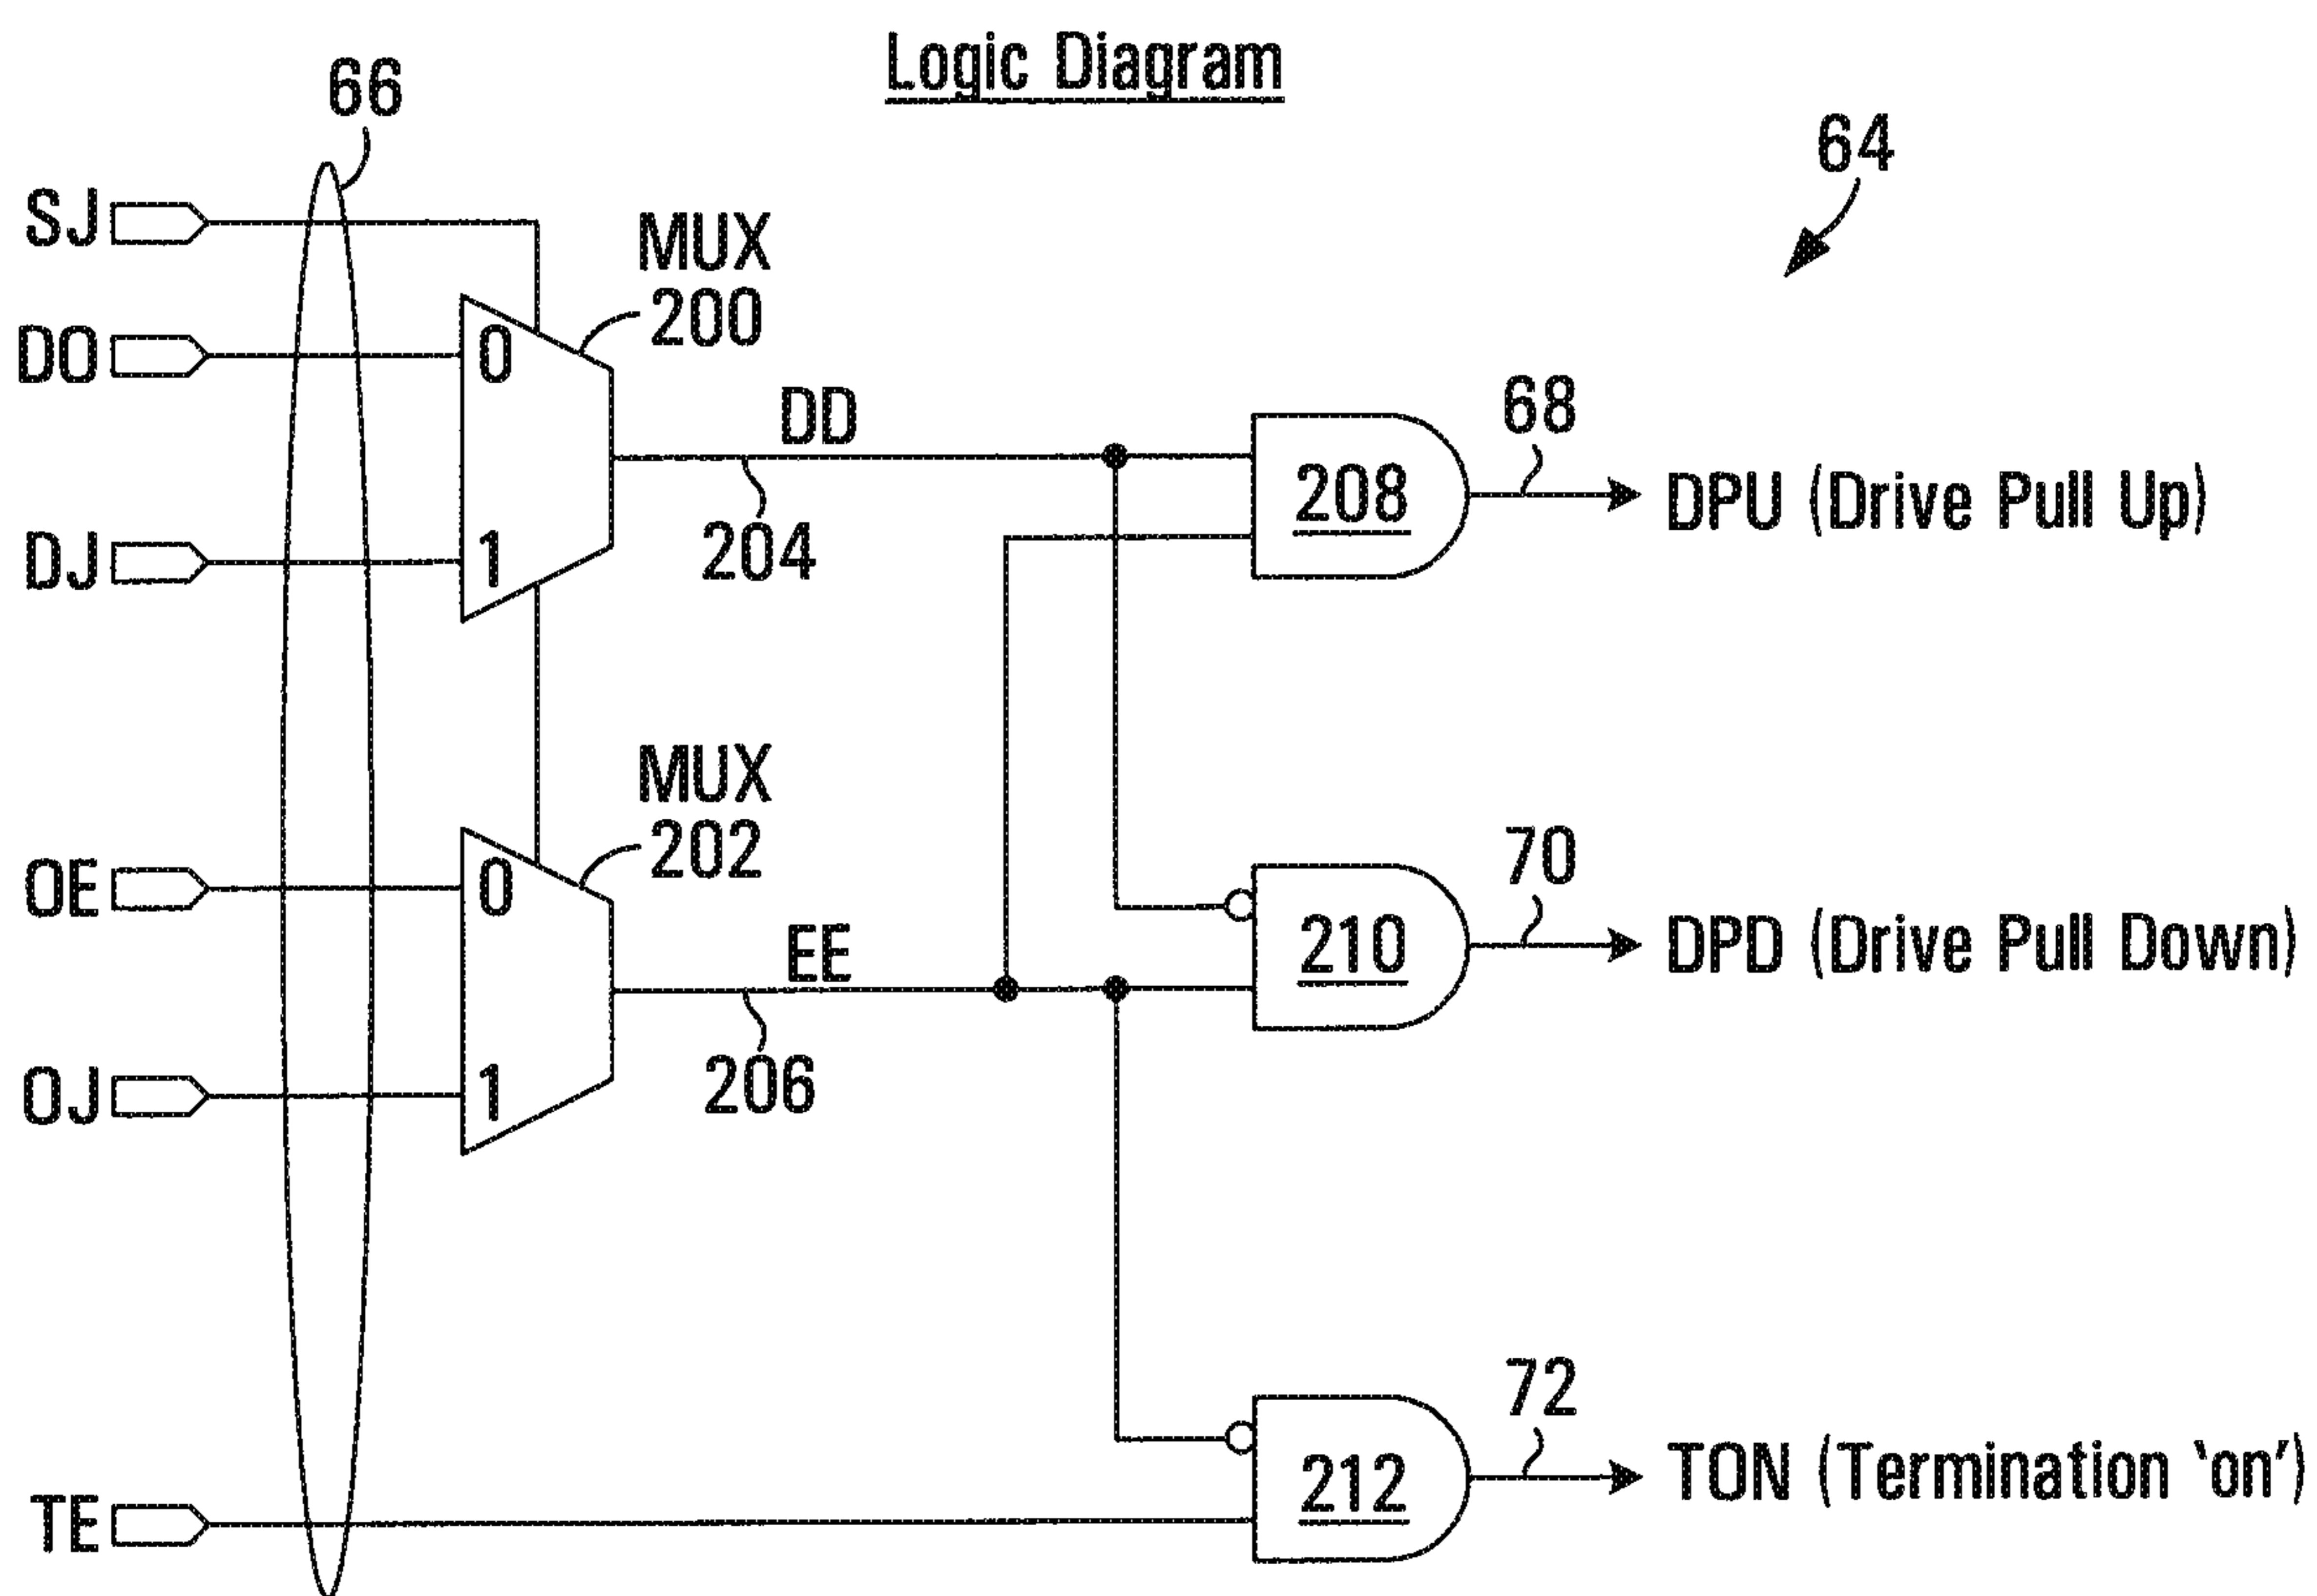 Logic Diagram
66
64
SJ
MUX
200
DO
0
DD
68
208
DPU (Drive Pull Up)
204
DJ
1
MUX
202
OE
0
EE
70
210
DPD (Drive Pull Down)
206
OJ
1
72
212
TON (Termination 'on')
TE